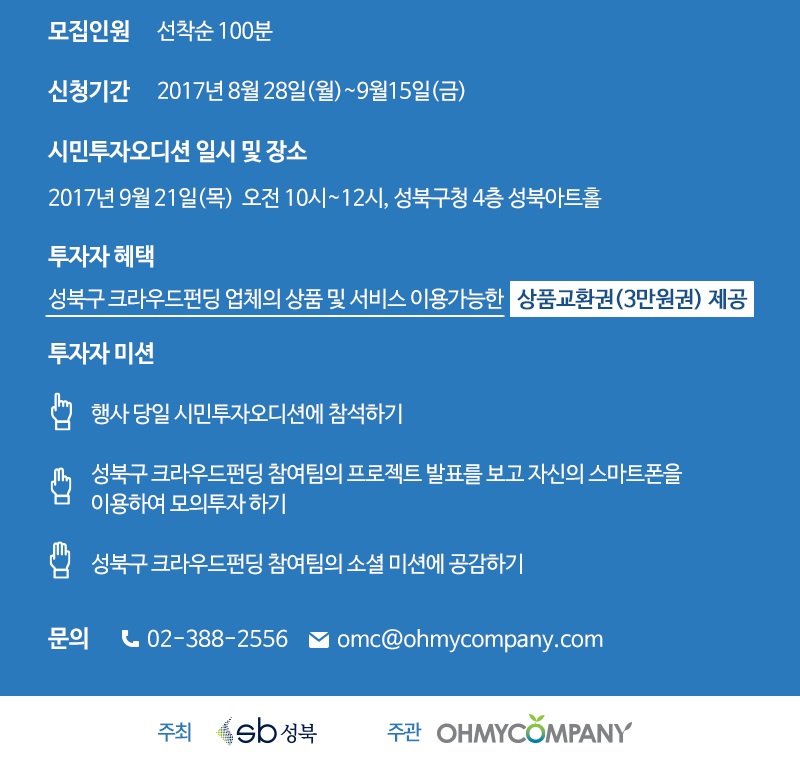 모집인원 선착순 100분
신청기간 2017년 8월 28일(월)~9월15일(금)
시민투자오디션 일시 및 장소
2017년 9월 21일(목) 오전 10시~12시, 성북구청 4층 성북아트홀
투자자 혜택
성북구 크라우드펀딩 업체의 상품 및 서비스 이용가능한 상품교환권(3만원권) 제공
투자자 미션
행사 당일 시민투자오디션에 참석하기
성북구 크라우드펀딩 참여팀의 프로젝트 발표를 보고 자신의 스마트폰을
이용하여 모의투자 하기
성북구 크라우드펀딩 참여팀의 소셜 미션에 공감하기
문의 02-388-2556 omc@ohmycompany.com
주최 sb 성북 주관 OHMYCOMPANY